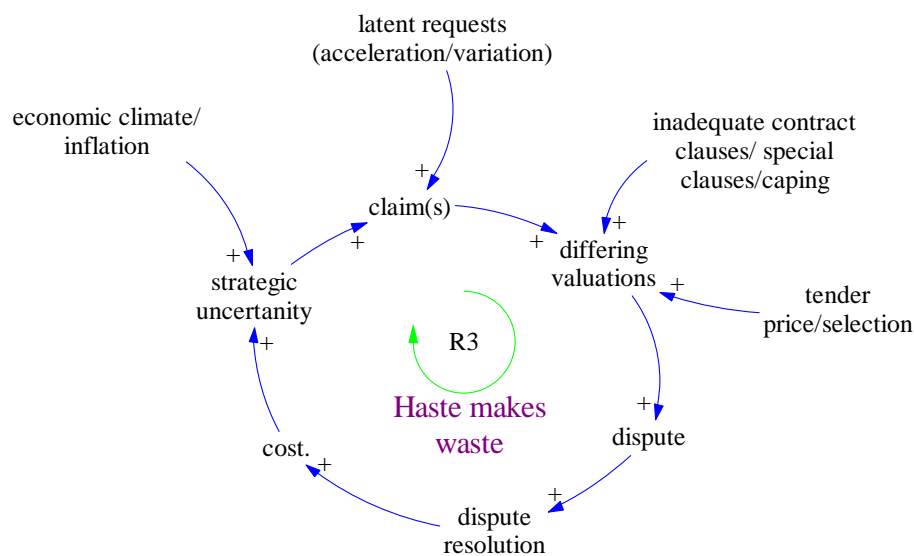 latent requests
(acceleration/variation)
economic climate/
inflation
inadequate contract
clauses/ special
clauses/caping
+
claim(s)
+
+
+
+
differing
valuations
+
strategic
uncertanity
+
tender
price/selection
R3
+
Haste makes
waste
+
dispute
cost.
+
+
dispute
resolution